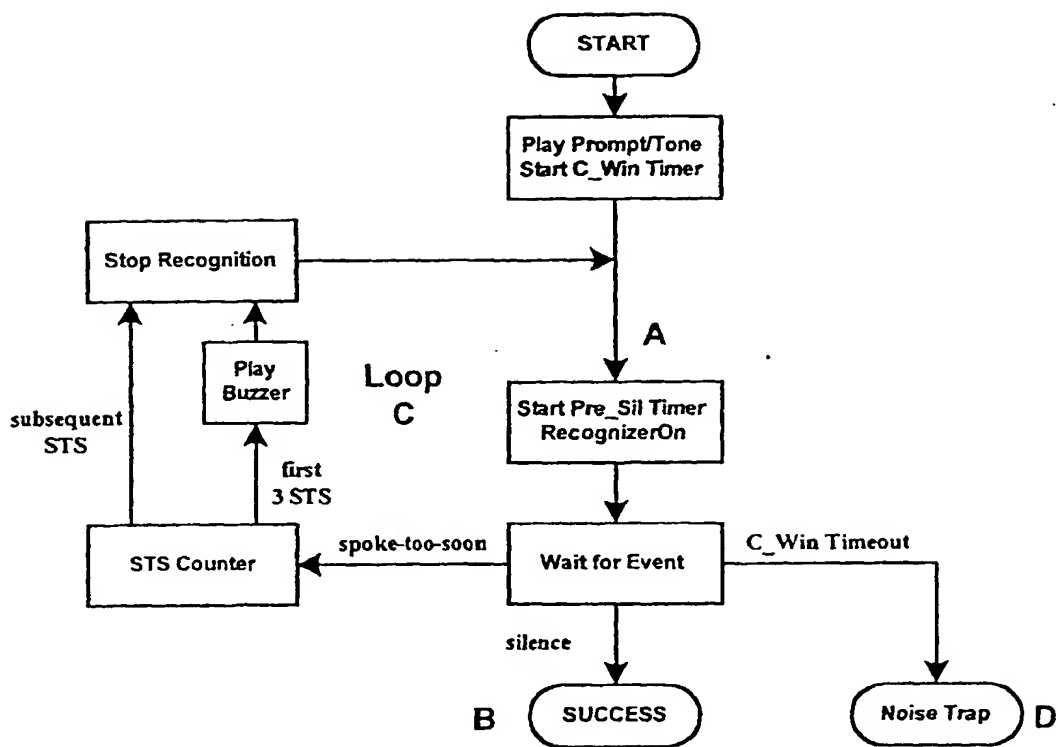 START
Play Prompt/Tone
Start C_Win Timer
Stop Recognition
A
Play
Buzzer
Loop
C
subsequent
STS
first
3 STS
Start Pre_Sil Timer
RecognizerOn
STS Counter
spoke-too-soon
Wait for Event
C_Win Timeout
silence
B
SUCCESS
Noise Trap
D